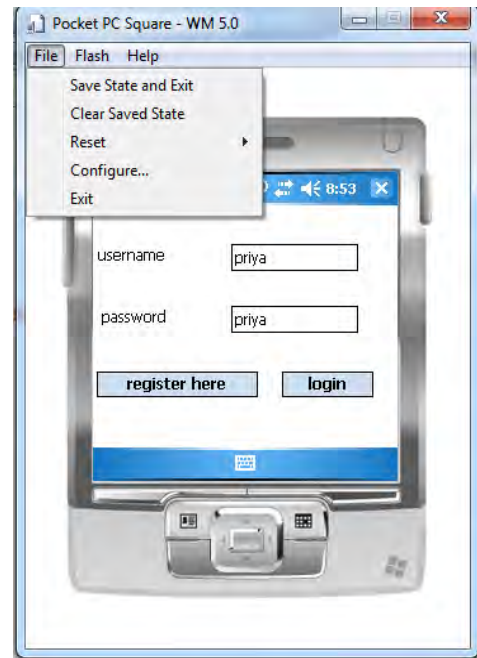 Pocket PC Square - WM 5.0
File Flash Help
Save State and Exit
Clear Saved State
Reset
Configure...
Exit
8:53
username priya
password priya
register here login